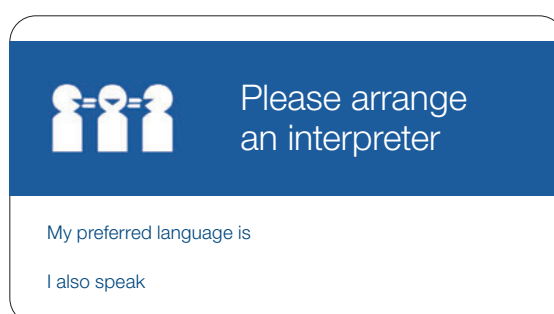 Please arrange
an interpreter
My preferred language is
I also speak